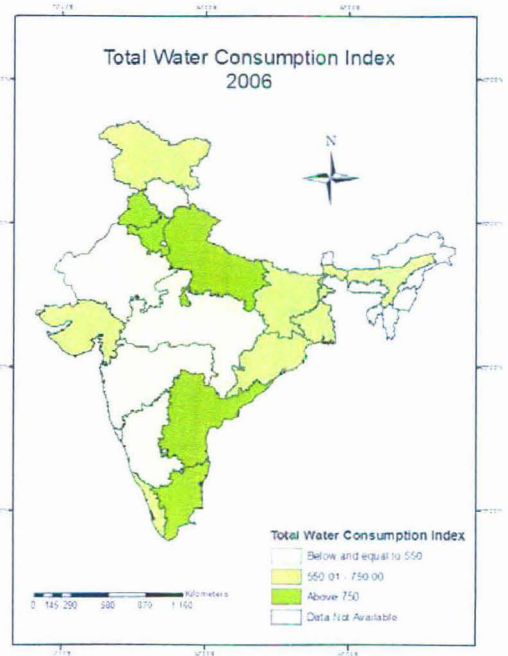 Total Water Consumption Index
2006
N
Total Water Consumption Index
Below and equal to 550
550.01 - 750.00
Above 750
Data Not Available
Kilometers
0 145 290 580 870 1 160